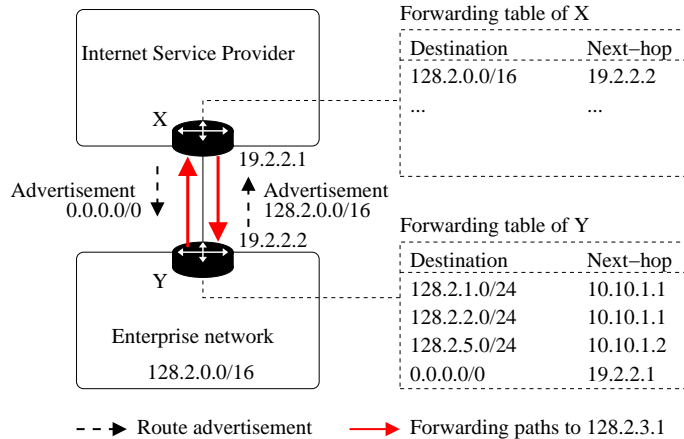 Forwarding table of X
Destination Next−hop
128.2.0.0/16 19.2.2.2
... ...
Internet Service Provider
X
19.2.2.1
Advertisement
0.0.0.0/0
Advertisement
128.2.0.0/16
19.2.2.2
Y
Enterprise network
128.2.0.0/16
Forwarding table of Y
Destination Next−hop
128.2.1.0/24 10.10.1.1
128.2.2.0/24 10.10.1.1
128.2.5.0/24 10.10.1.2
0.0.0.0/0 19.2.2.1
Route advertisement
Forwarding paths to 128.2.3.1